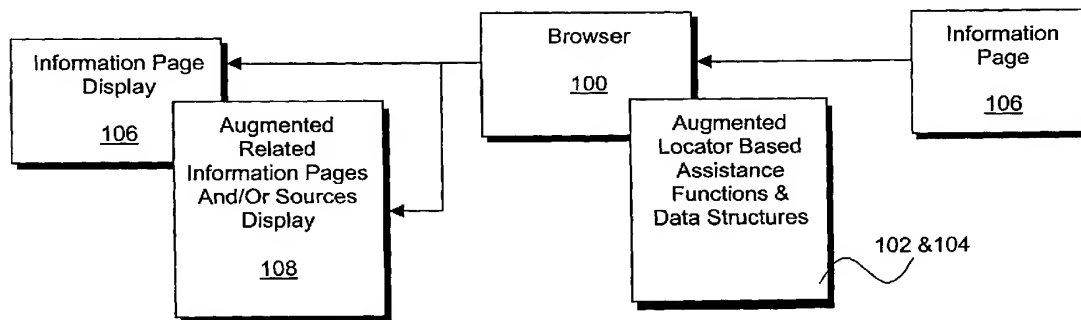 Information Page
Display
106
Augmented
Related
Information Pages
And/Or Sources
Display
108
Browser
100
Augmented
Locator Based
Assistance
Functions &
Data Structures
102 &104
Information
Page
106